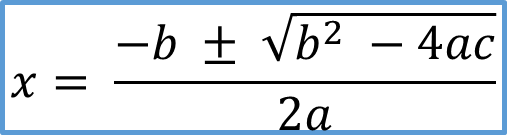 x = (-b ± √(b² - 4ac)) / 2a